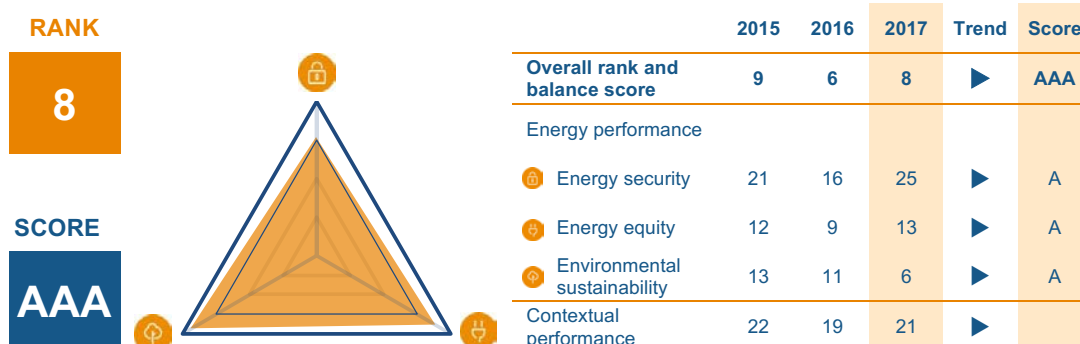 RANK
8
SCORE
AAA
2015 2016 2017 Trend Score
Overall rank and
balance score 9 6 8 AAA
Energy performance
Energy security 21 16 25 A
Energy equity 12 9 13 A
Environmental
sustainability 13 11 6 A
Contextual
performance 22 19 21